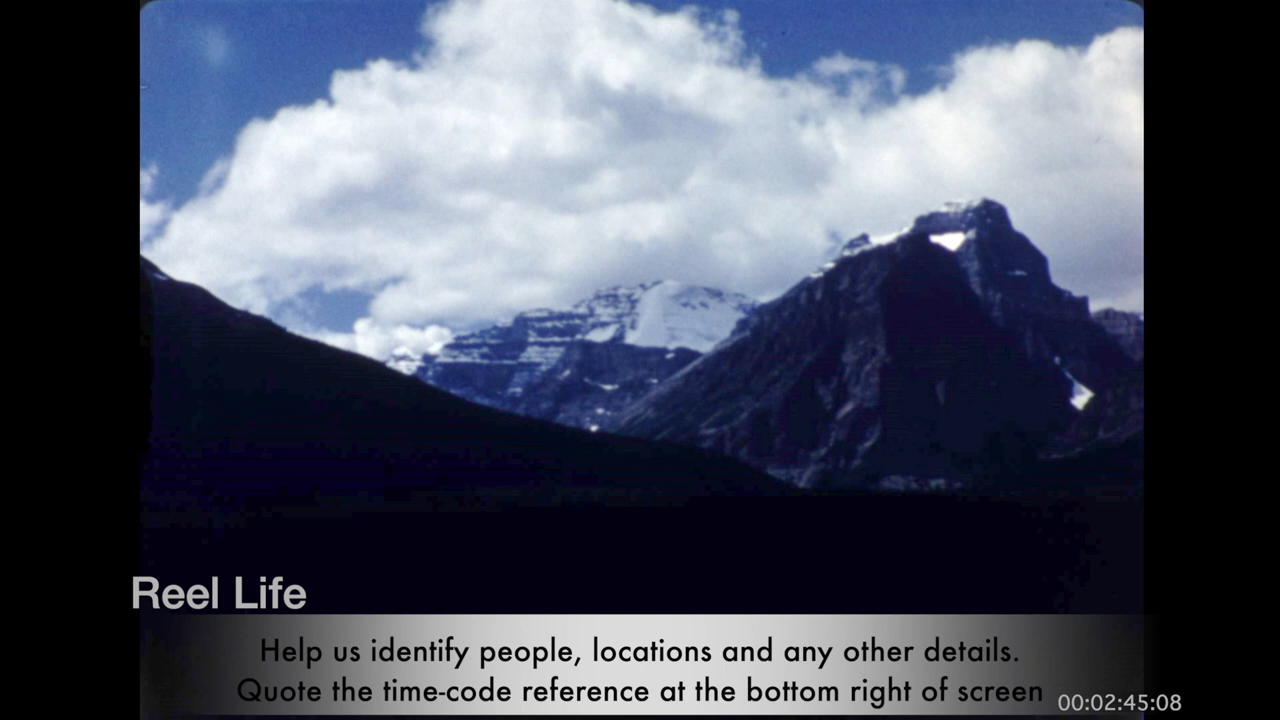 Reel Life
Help us identify people, locations and any other details.
Quote the time-code reference at the bottom right of screen
00:02:45:08